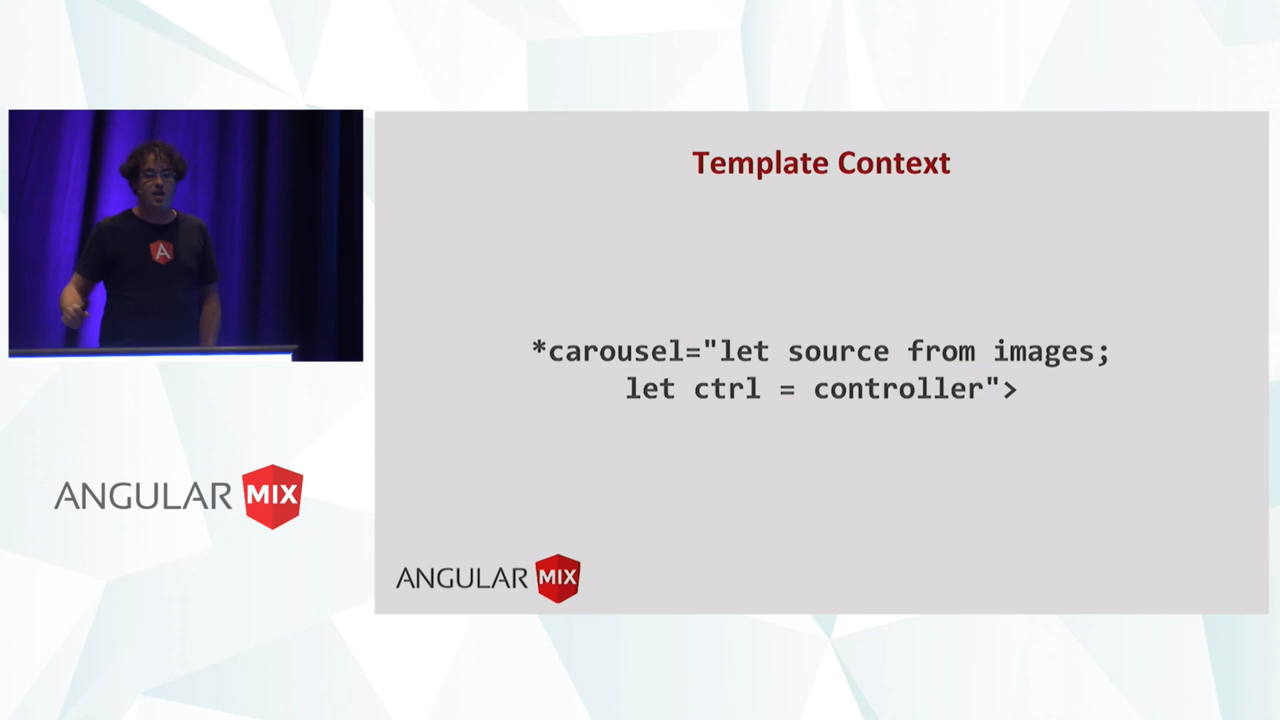 Template Context
*carousel="let source from images;
let ctrl = controller">
ANGULAR MIX
ANGULAR MIX
A